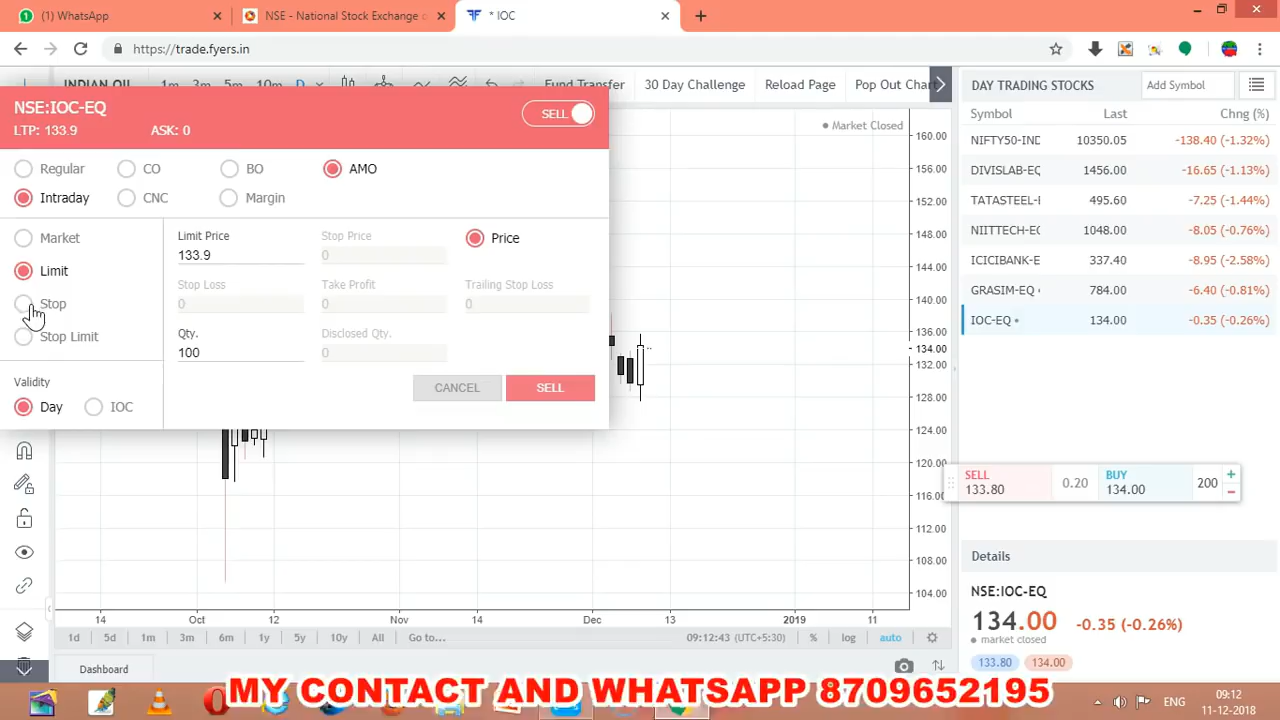 (1) WhatsApp
NSE - National Stock Exchange
* IOC
https://trade.fyers.in
INDIAN OIL 1m 3m 5m 10m D
Fund Transfer 30 Day Challenge Reload Page Pop Out Chart
NSE:IOC-EQ
SELL
LTP: 133.9 ASK: 0
Regular CO BO AMO
Intraday CNC Margin
Market
Limit
Stop
Stop Limit
Limit Price Stop Price Price
133.9 0
Stop Loss Take Profit Trailing Stop Loss
0 0 0
Qty. Disclosed Qty.
100 0
CANCEL SELL
Validity
Day IOC
Market Closed
160.00
156.00
152.00
148.00
144.00
140.00
136.00
134.00
132.00
128.00
124.00
120.00
116.00
112.00
108.00
104.00
14 Oct 12 Nov 14 Dec 13 2019 11
1d 5d 1m 3m 6m 1y 5y 10y All Go to... 09:12:43 (UTC+5:30) % log auto
Dashboard
DAY TRADING STOCKS Add Symbol
Symbol Last Chng (%)
NIFTY50-IND 10350.05 -138.40 (-1.32%)
DIVISLAB-EQ 1456.00 -16.65 (-1.13%)
TATASTEEL-E 495.60 -7.25 (-1.44%)
NIITTECH-EQ 1048.00 -8.05 (-0.76%)
ICICIBANK-E 337.40 -8.95 (-2.58%)
GRASIM-EQ 784.00 -6.40 (-0.81%)
IOC-EQ 134.00 -0.35 (-0.26%)
SELL
133.80
0.20
BUY
134.00
200
+
−
Details
NSE:IOC-EQ
134.00 -0.35 (-0.26%)
market closed
133.80 134.00
MY CONTACT AND WHATSAPP 8709652195
ENG
09:12
11-12-2018